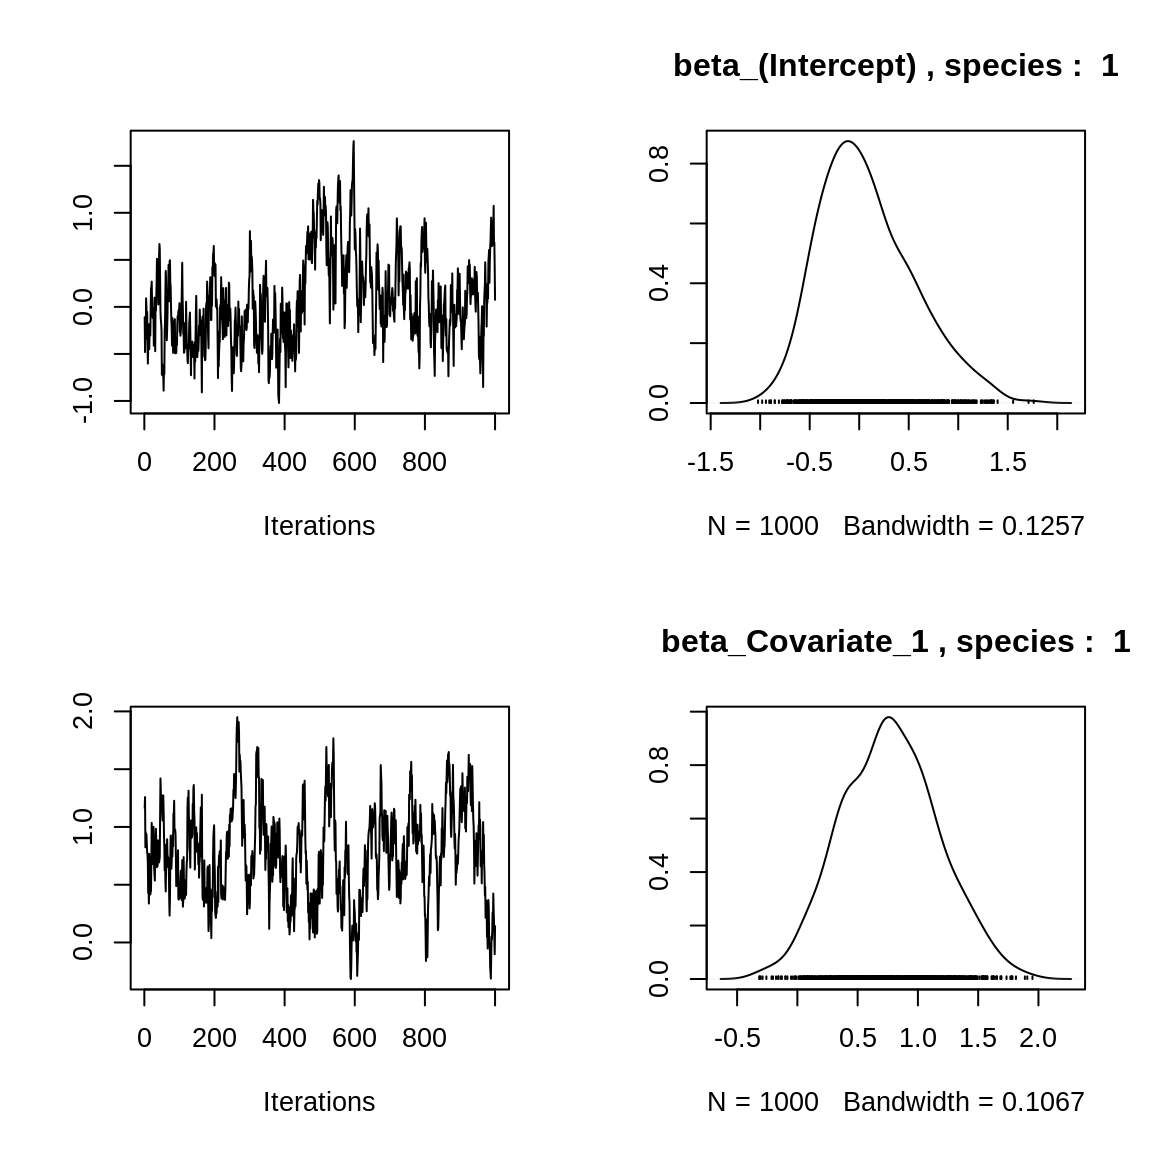 beta_(Intercept) , species :  1
1.0
0.0
-1.0
0 200 400 600 800
Iterations
0.8
0.4
0.0
-1.5 -0.5 0.5 1.5
N = 1000   Bandwidth = 0.1257
beta_Covariate_1 , species :  1
2.0
1.0
0.0
0 200 400 600 800
Iterations
0.8
0.4
0.0
-0.5 0.5 1.0 1.5 2.0
N = 1000   Bandwidth = 0.1067